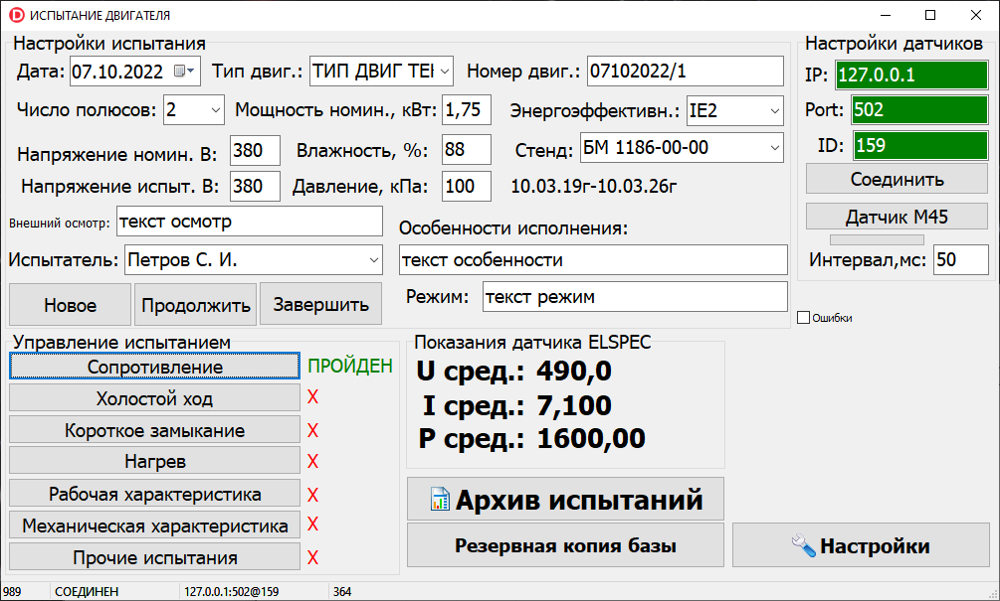 ИСПЫТАНИЕ ДВИГАТЕЛЯ
Настройки испытания
Дата: 07.10.2022 Тип двиг.: ТИП ДВИГ ТЕ Номер двиг.: 07102022/1
Число полюсов: 2 Мощность номин., кВт: 1,75 Энергоэффективн.: IE2
Напряжение номин. В: 380 Влажность, %: 88 Стенд: БМ 1186-00-00
Напряжение испыт. В: 380 Давление, кПа: 100 10.03.19г-10.03.26г
Внешний осмотр: текст осмотр
Особенности исполнения:
Испытатель: Петров С. И. текст особенности
Новое Продолжить Завершить Режим: текст режим
Настройки датчиков
IP: 127.0.0.1
Port: 502
ID: 159
Соединить
Датчик М45
Интервал,мс: 50
Ошибки
Управление испытанием
Сопротивление ПРОЙДЕН
Холостой ход X
Короткое замыкание X
Нагрев X
Рабочая характеристика X
Механическая характеристика X
Прочие испытания X
Показания датчика ELSPEC
U сред.: 490,0
I сред.: 7,100
P сред.: 1600,00
Архив испытаний
Резервная копия базы
Настройки
989 СОЕДИНЕН 127.0.0.1:502@159 364